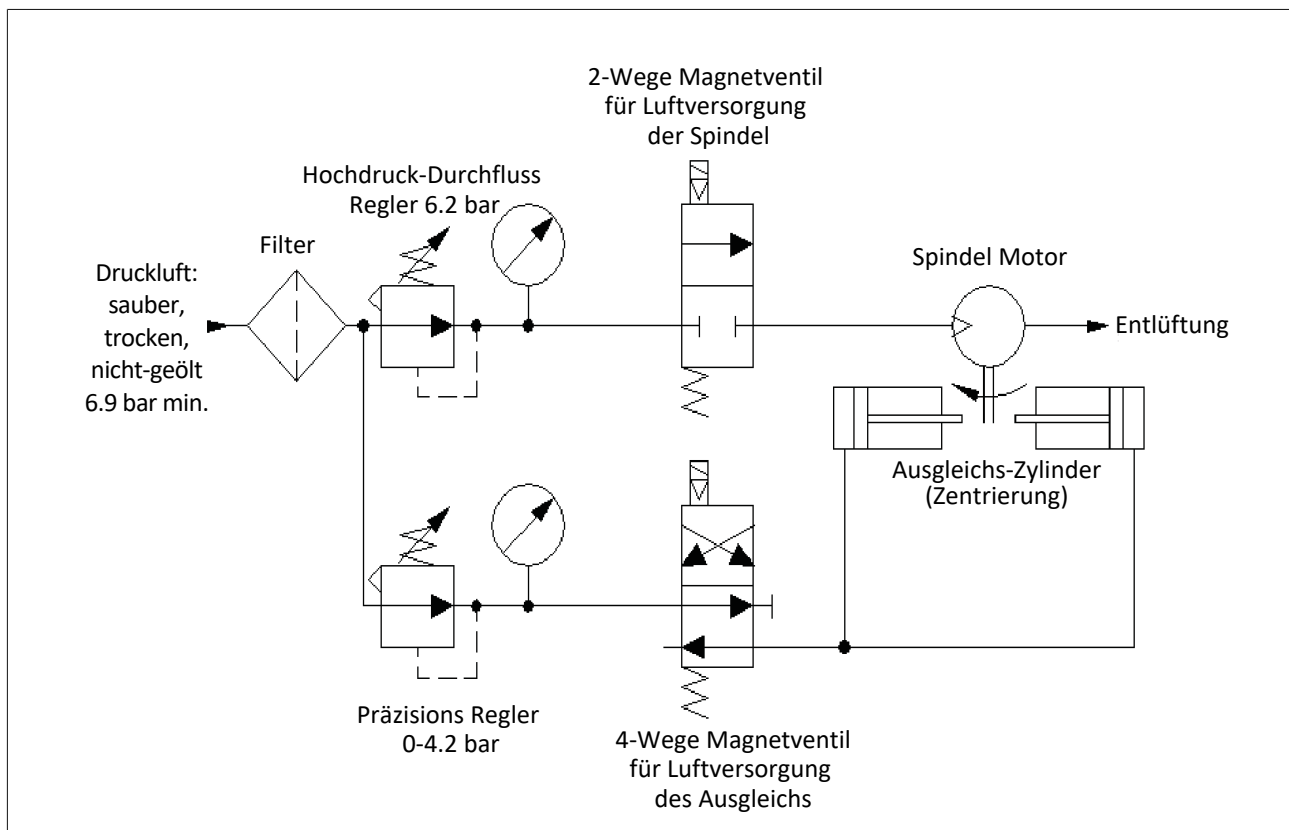 2-Wege Magnetventil
für Luftversorgung
der Spindel
Hochdruck-Durchfluss
Regler 6.2 bar
Filter
Druckluft:
sauber,
trocken,
nicht-geölt
6.9 bar min.
Spindel Motor
Entlüftung
Ausgleichs-Zylinder
(Zentrierung)
Präzisions Regler
0-4.2 bar
4-Wege Magnetventil
für Luftversorgung
des Ausgleichs